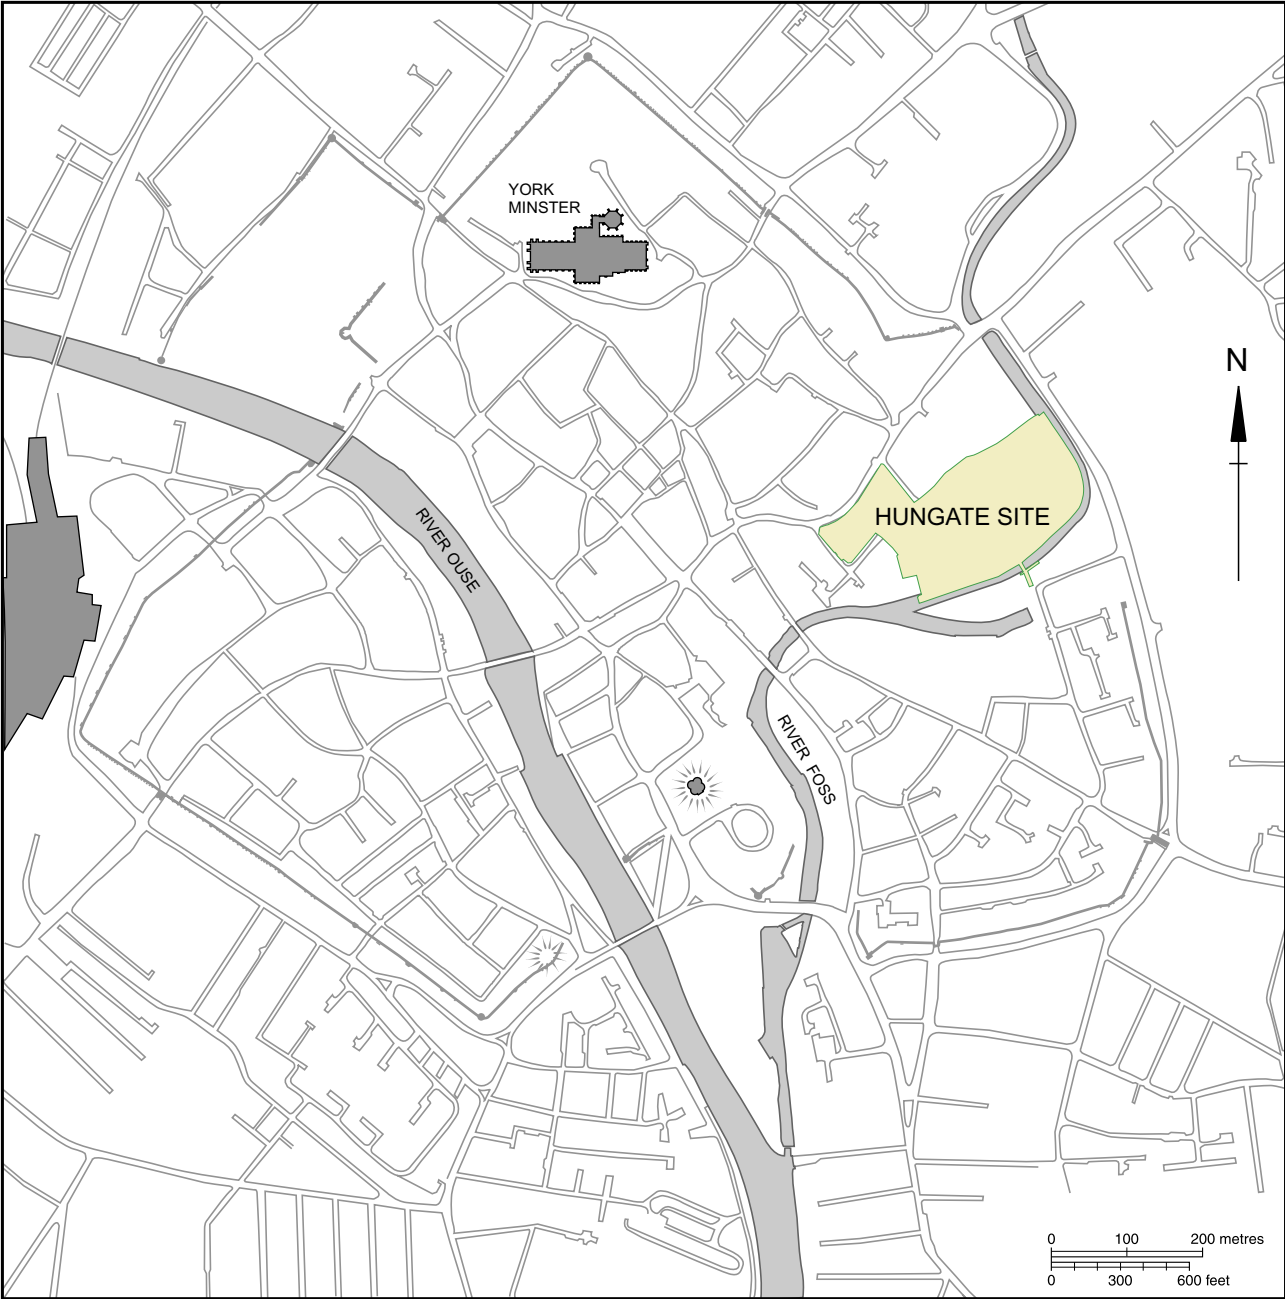 YORK
MINSTER
N
HUNGATE SITE
RIVER OUSE
RIVER FOSS
0 100 200 metres
0 300 600 feet